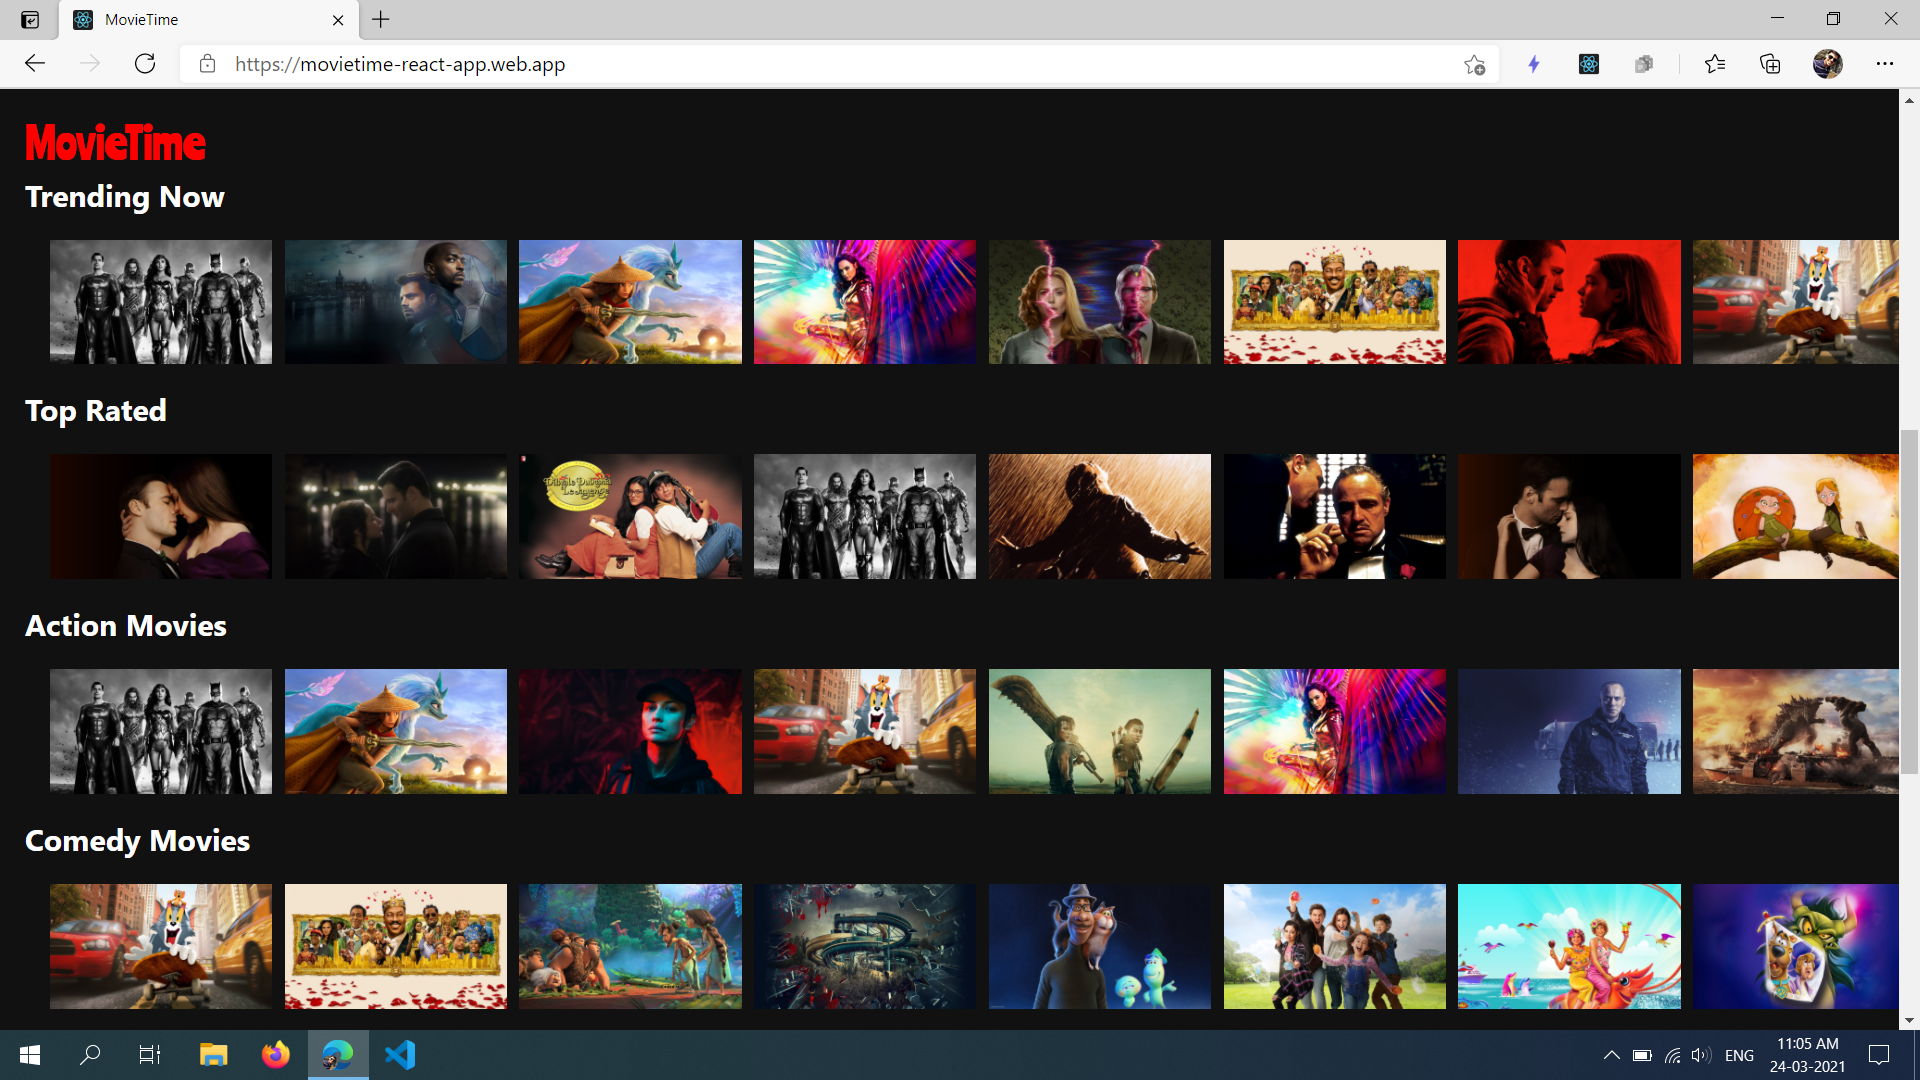 MovieTime
https://movietime-react-app.web.app
MovieTime
Trending Now
Top Rated
Dilwale Dulhania
Le Jayenge
Action Movies
Comedy Movies
ENG
11:05 AM
24-03-2021